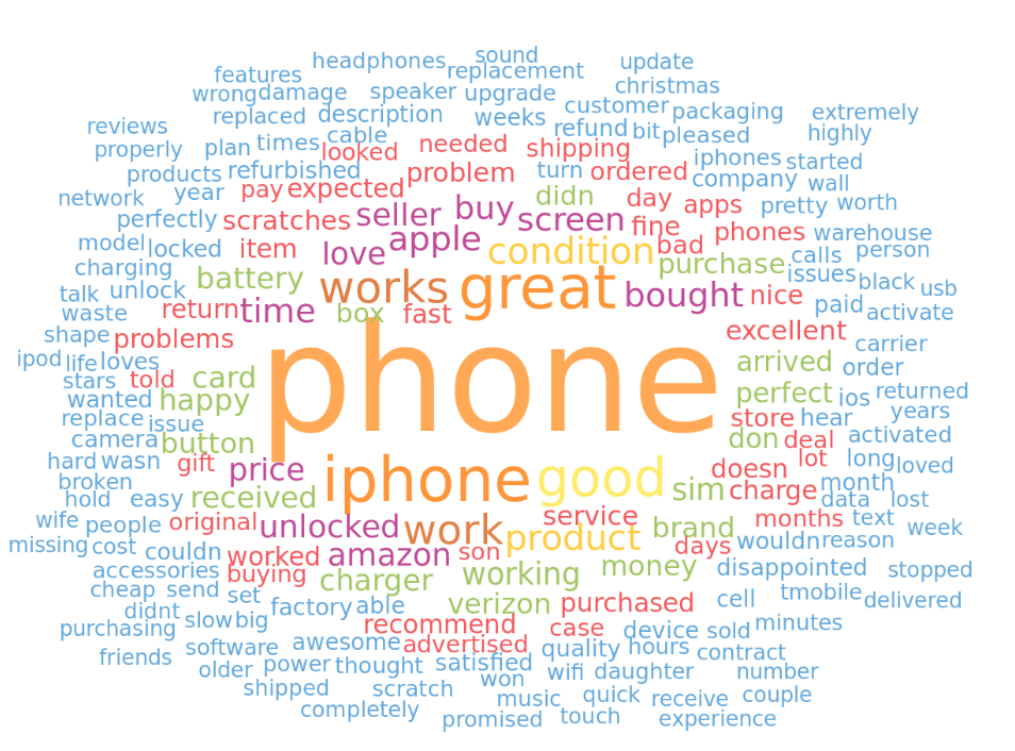 headphones sound update
features replacement christmas
wrong damage speaker upgrade customer packaging extremely
reviews replaced description weeks refund bit pleased highly
properly plan times cable looked needed shipping iphones started
products refurbished problem turn ordered company wall
network year pay expected didn day apps pretty worth
perfectly scratches seller buy screen fine phones warehouse
model locked item love apple condition bad calls person
charging battery purchase issues black usb
talk unlock works great bought nice paid activate
waste return time box fast
shape problems phone excellent carrier
ipod life loves arrived order
stars told card perfect ios returned
wanted happy store hear years
replace issue don deal activated
camera button
hard wasn gift price iphone good doesn lot long loved
broken sim charge month
hold easy received data lost
wife people original unlocked work service brand months text week
missing cost couldn worked amazon son product days wouldn reason
accessories buying charger working money disappointed stopped
cheap send set cell tmobile delivered
didnt factory able verizon purchased
purchasing slow big recommend case device sold minutes
friends software awesome advertised quality hours contract
older power thought satisfied wifi daughter number
shipped scratch won music quick receive couple
completely promised touch experience